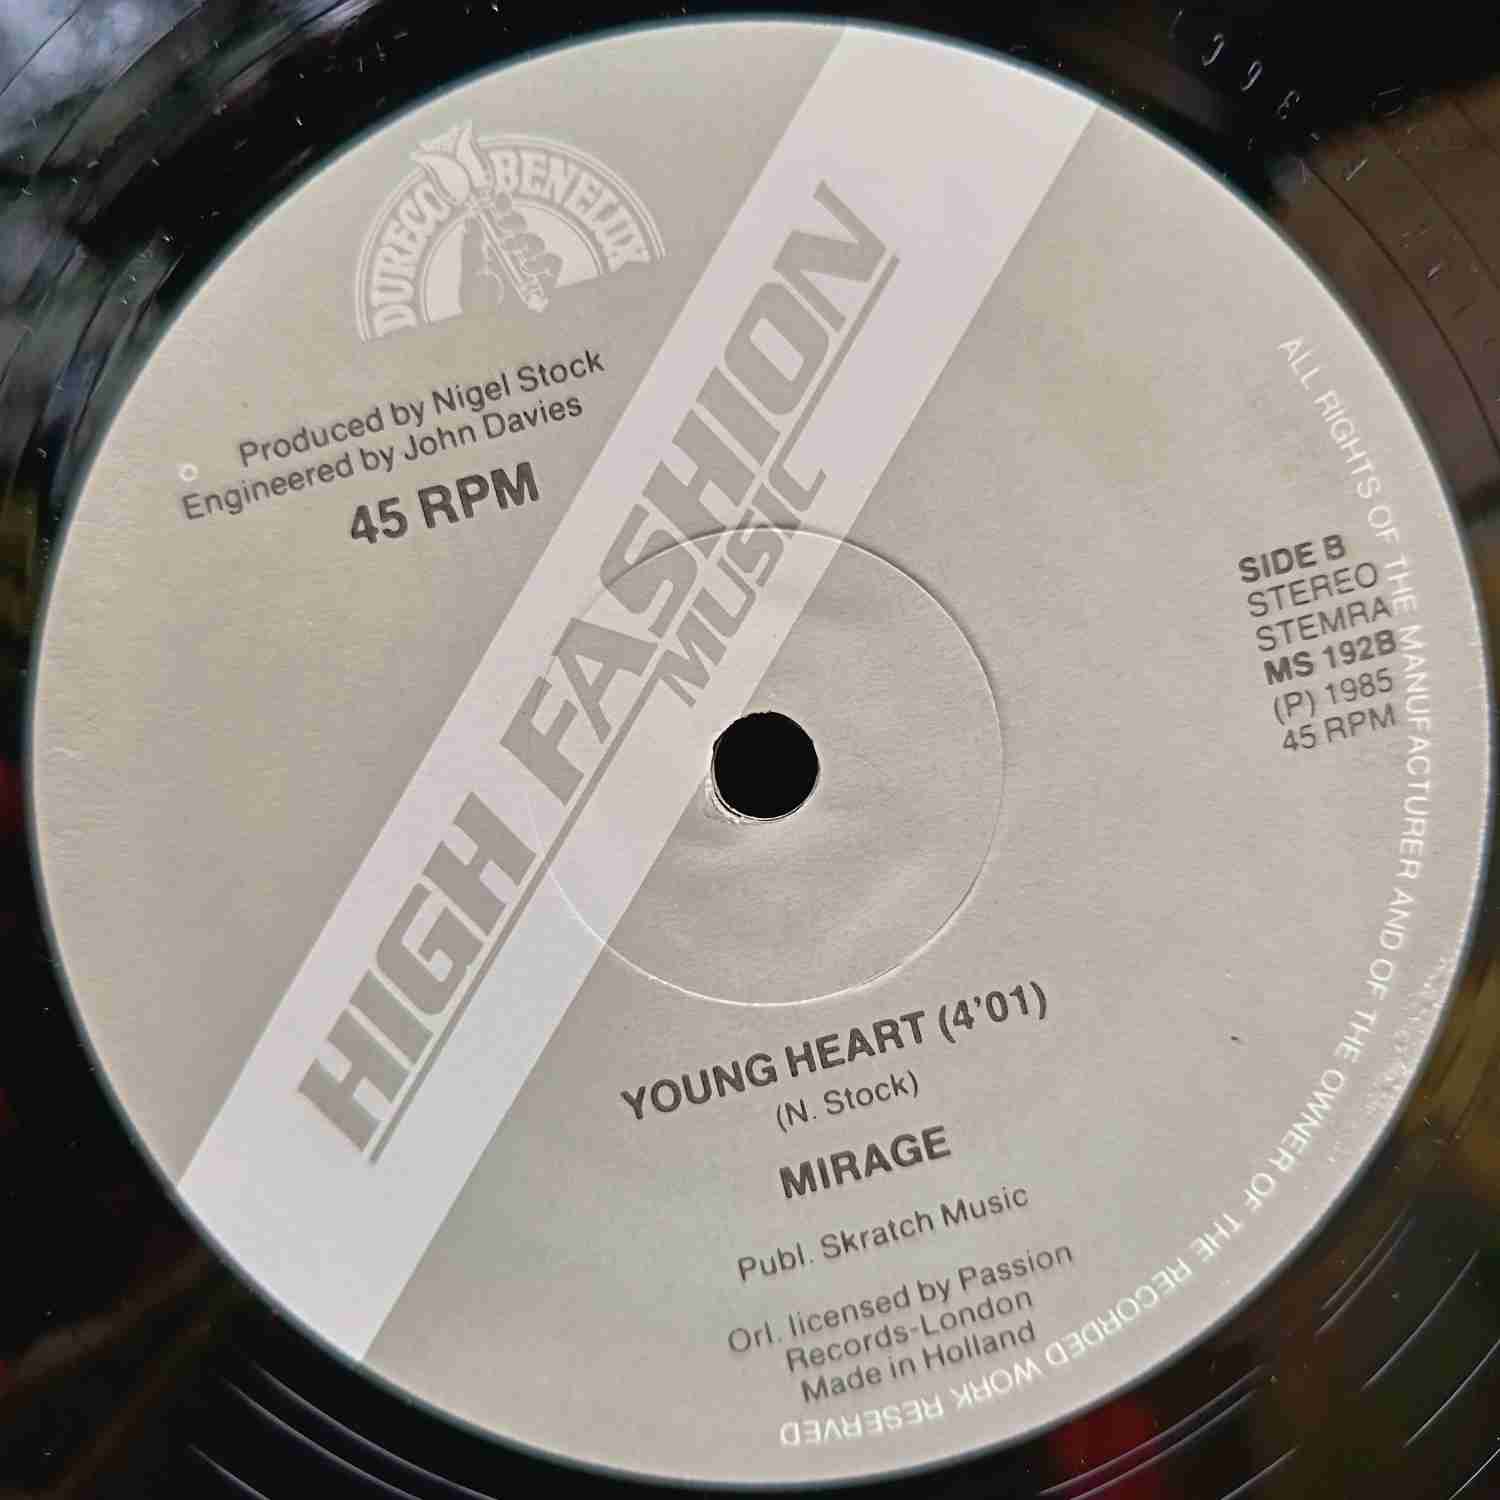 DURECO BENELUX
Produced by Nigel Stock
Engineered by John Davies
45 RPM
HIGH FASHION
MUSIC
SIDE B
STEREO
STEMRA
MS 192B
(P) 1985
45 RPM
YOUNG HEART (4'01)
(N. Stock)
MIRAGE
Publ. Skratch Music
Orl. licensed by Passion
Records-London
Made in Holland
ALL RIGHTS OF THE MANUFACTURER AND OF THE OWNER OF THE RECORDED WORK RESERVED